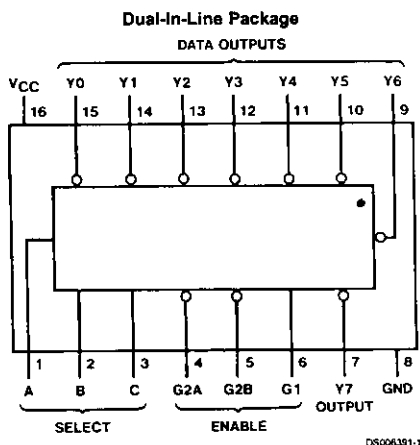 Dual-In-Line Package
DATA OUTPUTS
VCC Y0 Y1 Y2 Y3 Y4 Y5 Y6
16 15 14 13 12 11 10 9
1 2 3 4 5 6 7 8
A B C G2A G2B G1 Y7 GND
OUTPUT
SELECT ENABLE
DS006391-1